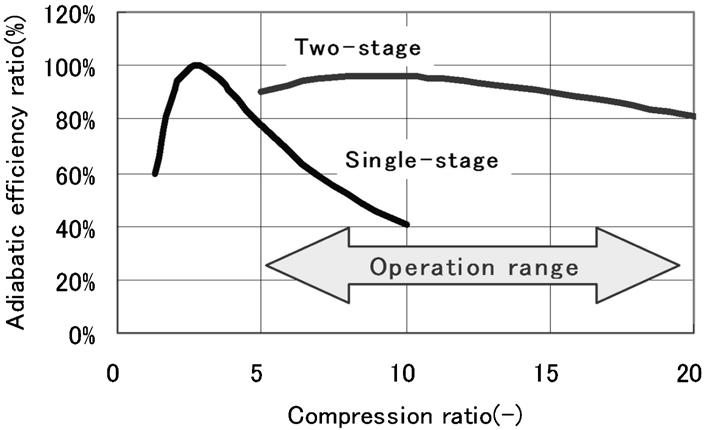 120%
100%
80%
60%
40%
20%
0%
Adiabatic efficiency ratio(%)
Two-stage
Single-stage
Operation range
0
5
10
15
20
Compression ratio(-)